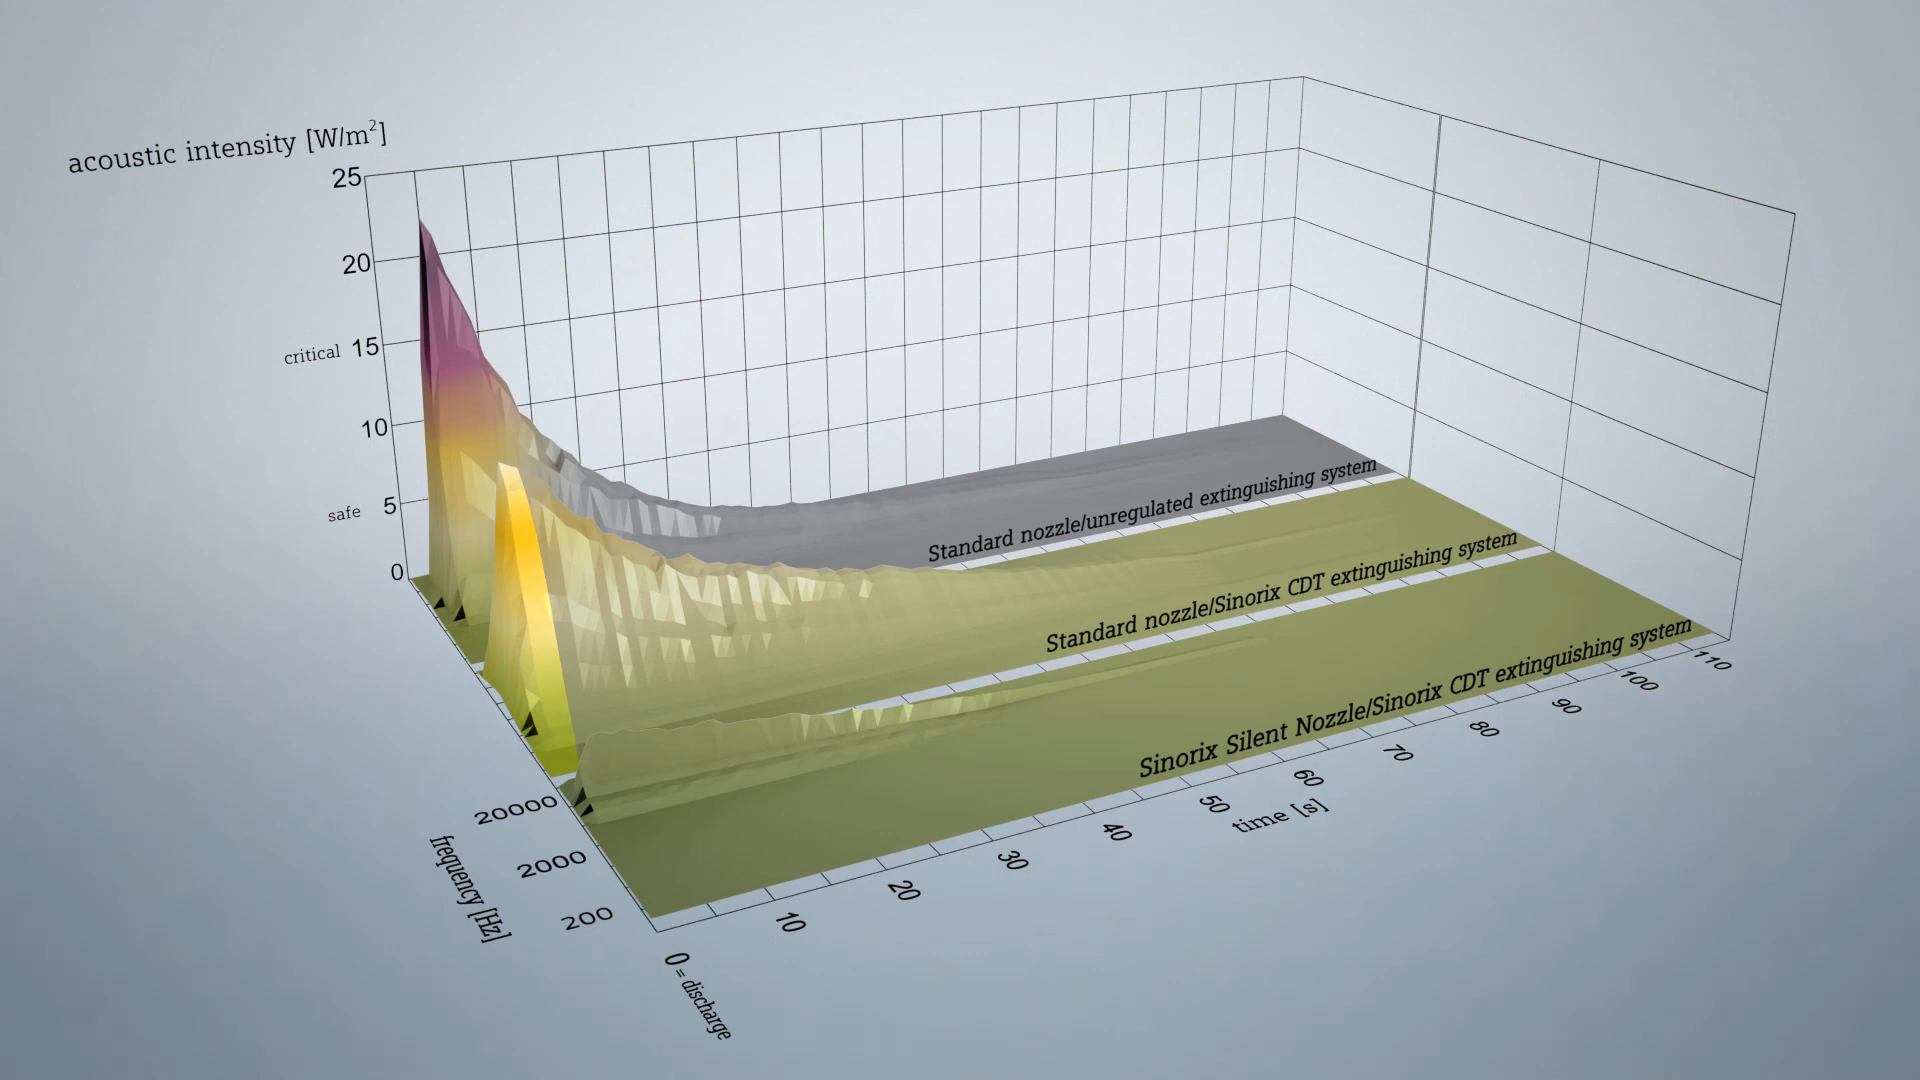 acoustic intensity [W/m²]
25
20
critical 15
10
safe 5
0
Standard nozzle/unregulated extinguishing system
Standard nozzle/Sinorix CDT extinguishing system
Sinorix Silent Nozzle/Sinorix CDT extinguishing system
20000
2000
200
frequency [Hz]
0 = discharge
10
20
30
40
50
60
70
80
90
100
110
time [s]